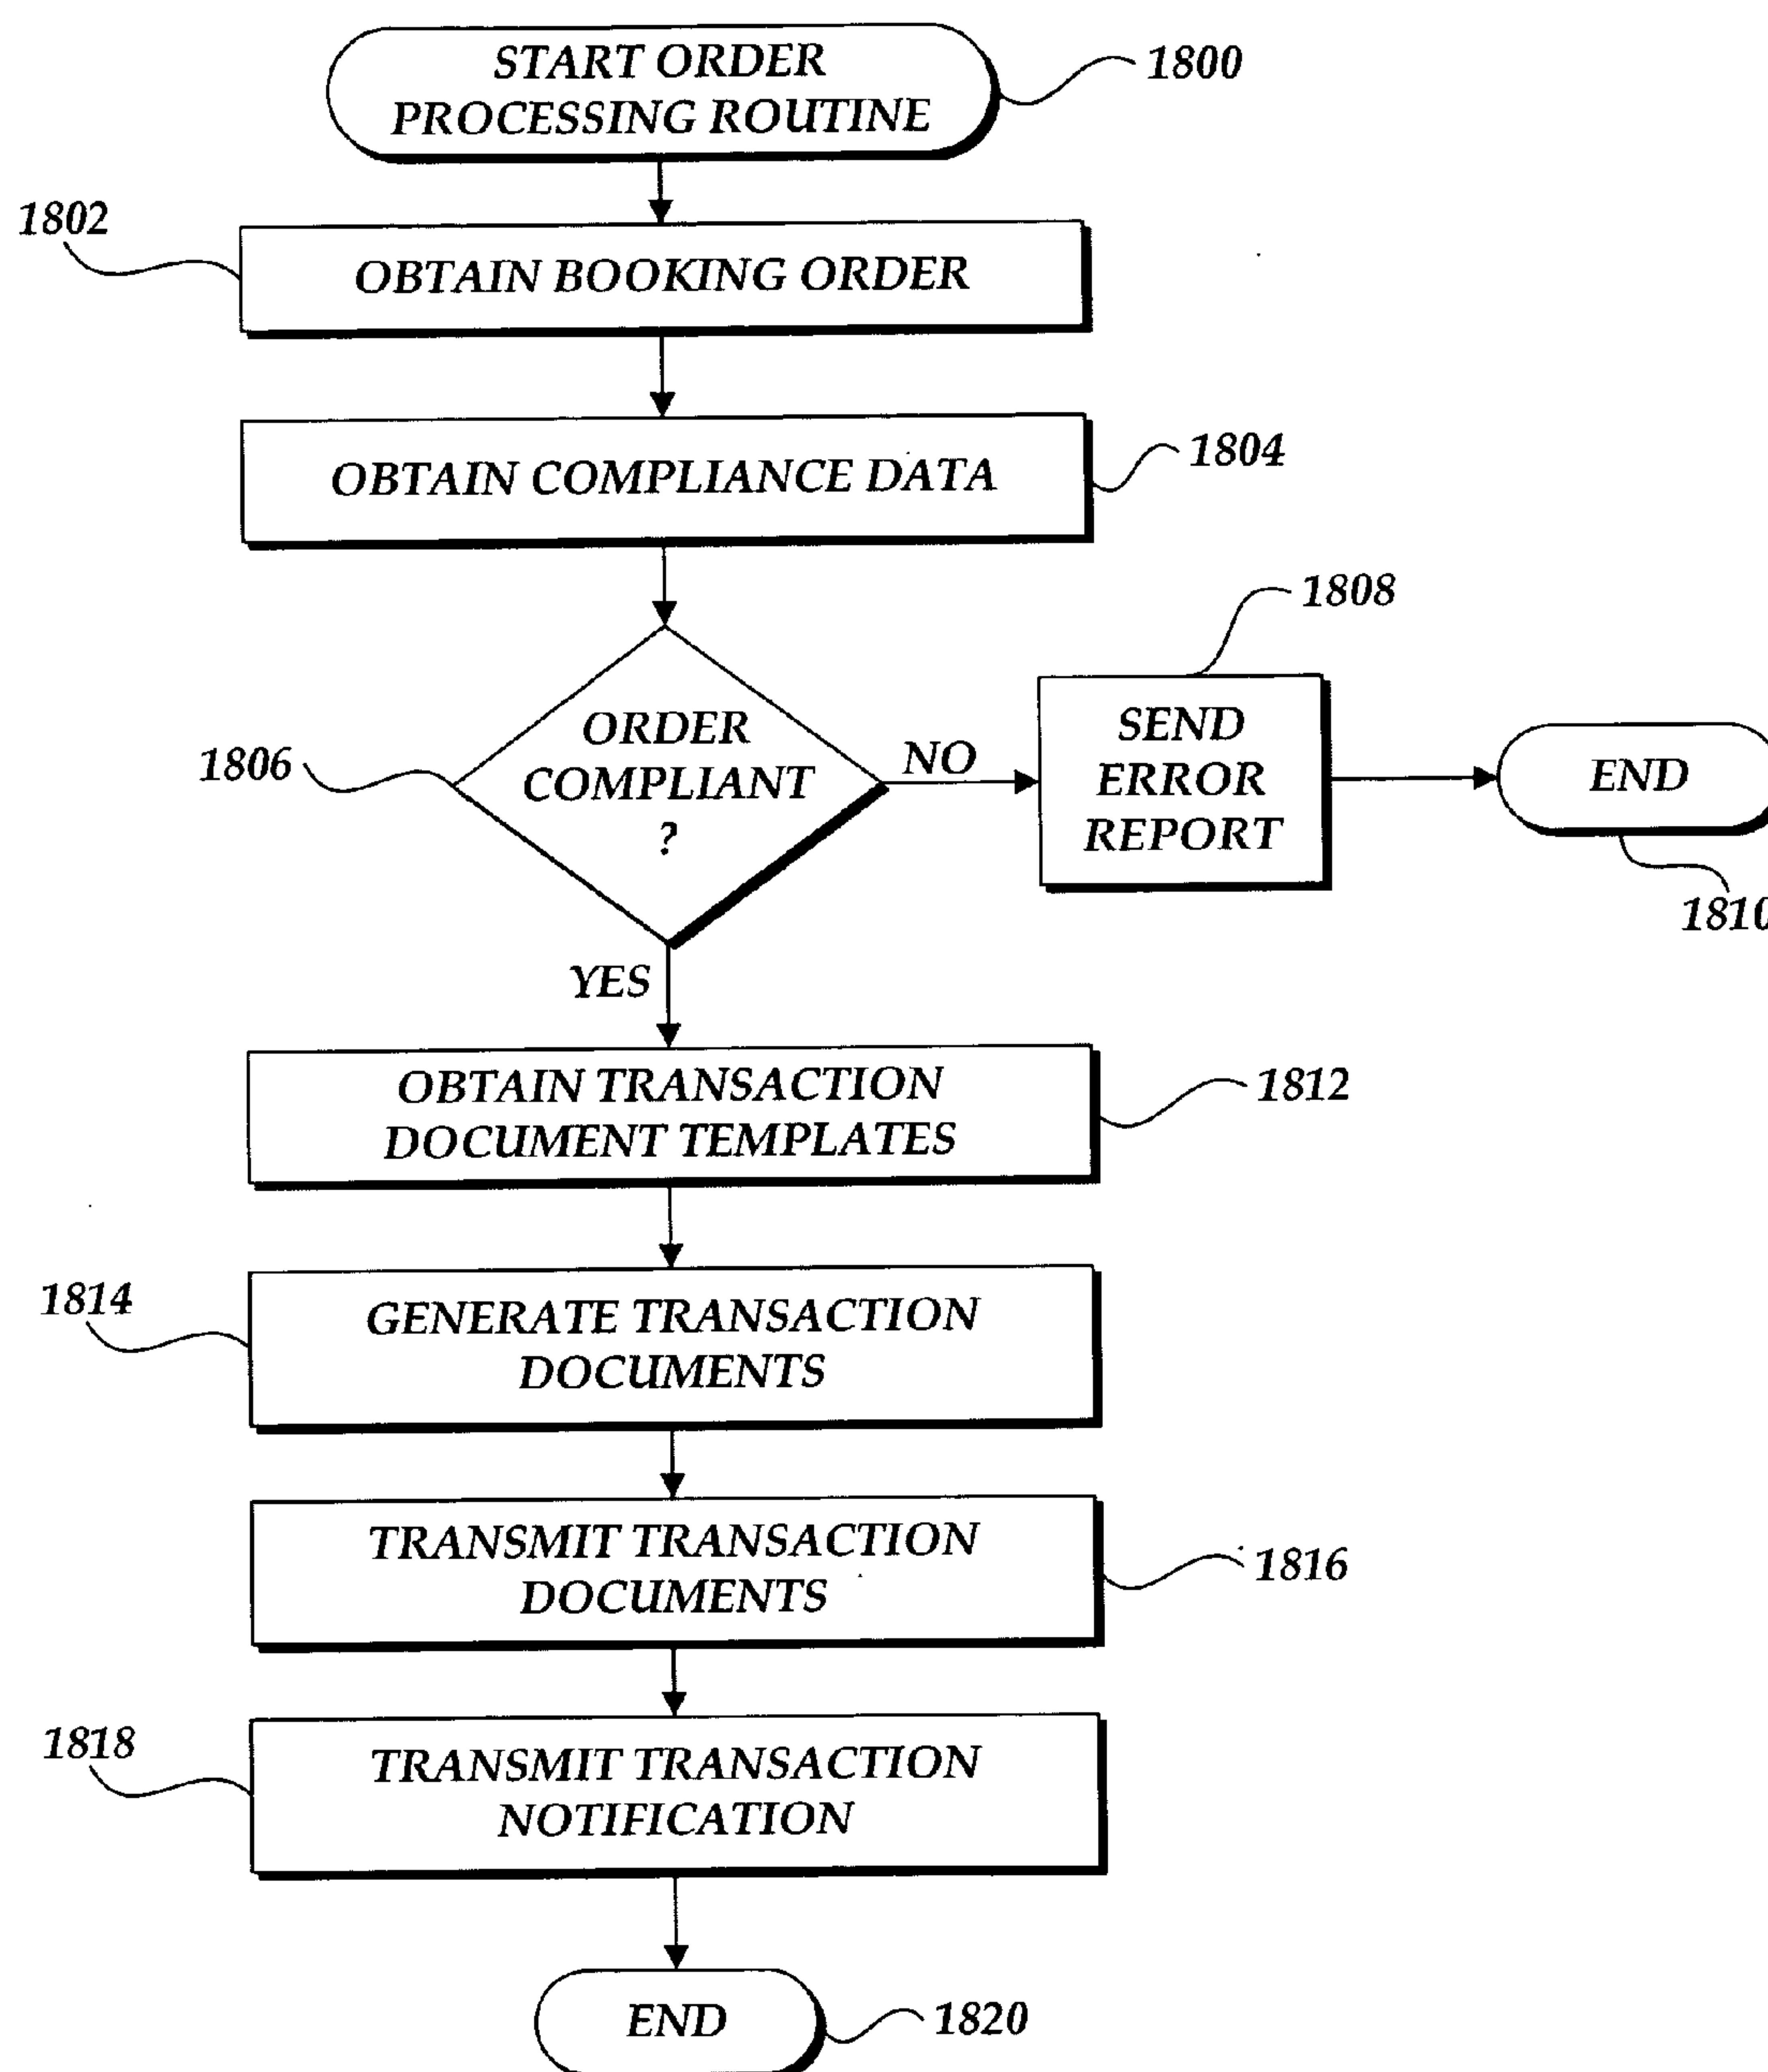 START ORDER
PROCESSING ROUTINE
1800
1802
OBTAIN BOOKING ORDER
OBTAIN COMPLIANCE DATA
1804
1806
ORDER
COMPLIANT
?
NO
1808
SEND
ERROR
REPORT
END
1810
YES
OBTAIN TRANSACTION
DOCUMENT TEMPLATES
1812
1814
GENERATE TRANSACTION
DOCUMENTS
TRANSMIT TRANSACTION
DOCUMENTS
1816
1818
TRANSMIT TRANSACTION
NOTIFICATION
END
1820